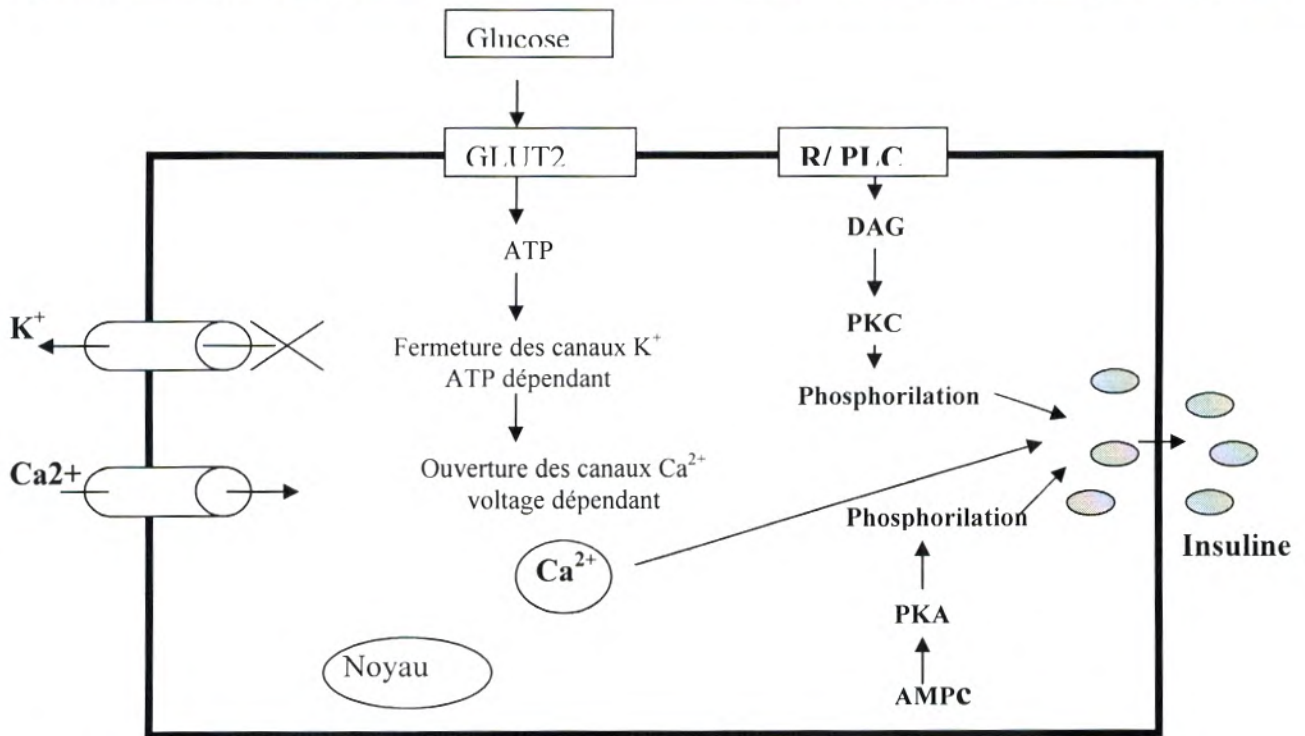 Glucose
GLUT2
R/ PLC
ATP
DAG
K⁺
Fermeture des canaux K⁺
ATP dépendant
PKC
Phosphorilation
Ca2+
Ouverture des canaux Ca²⁺
voltage dépendant
Phosphorilation
Insuline
Ca²⁺
PKA
Noyau
AMPc